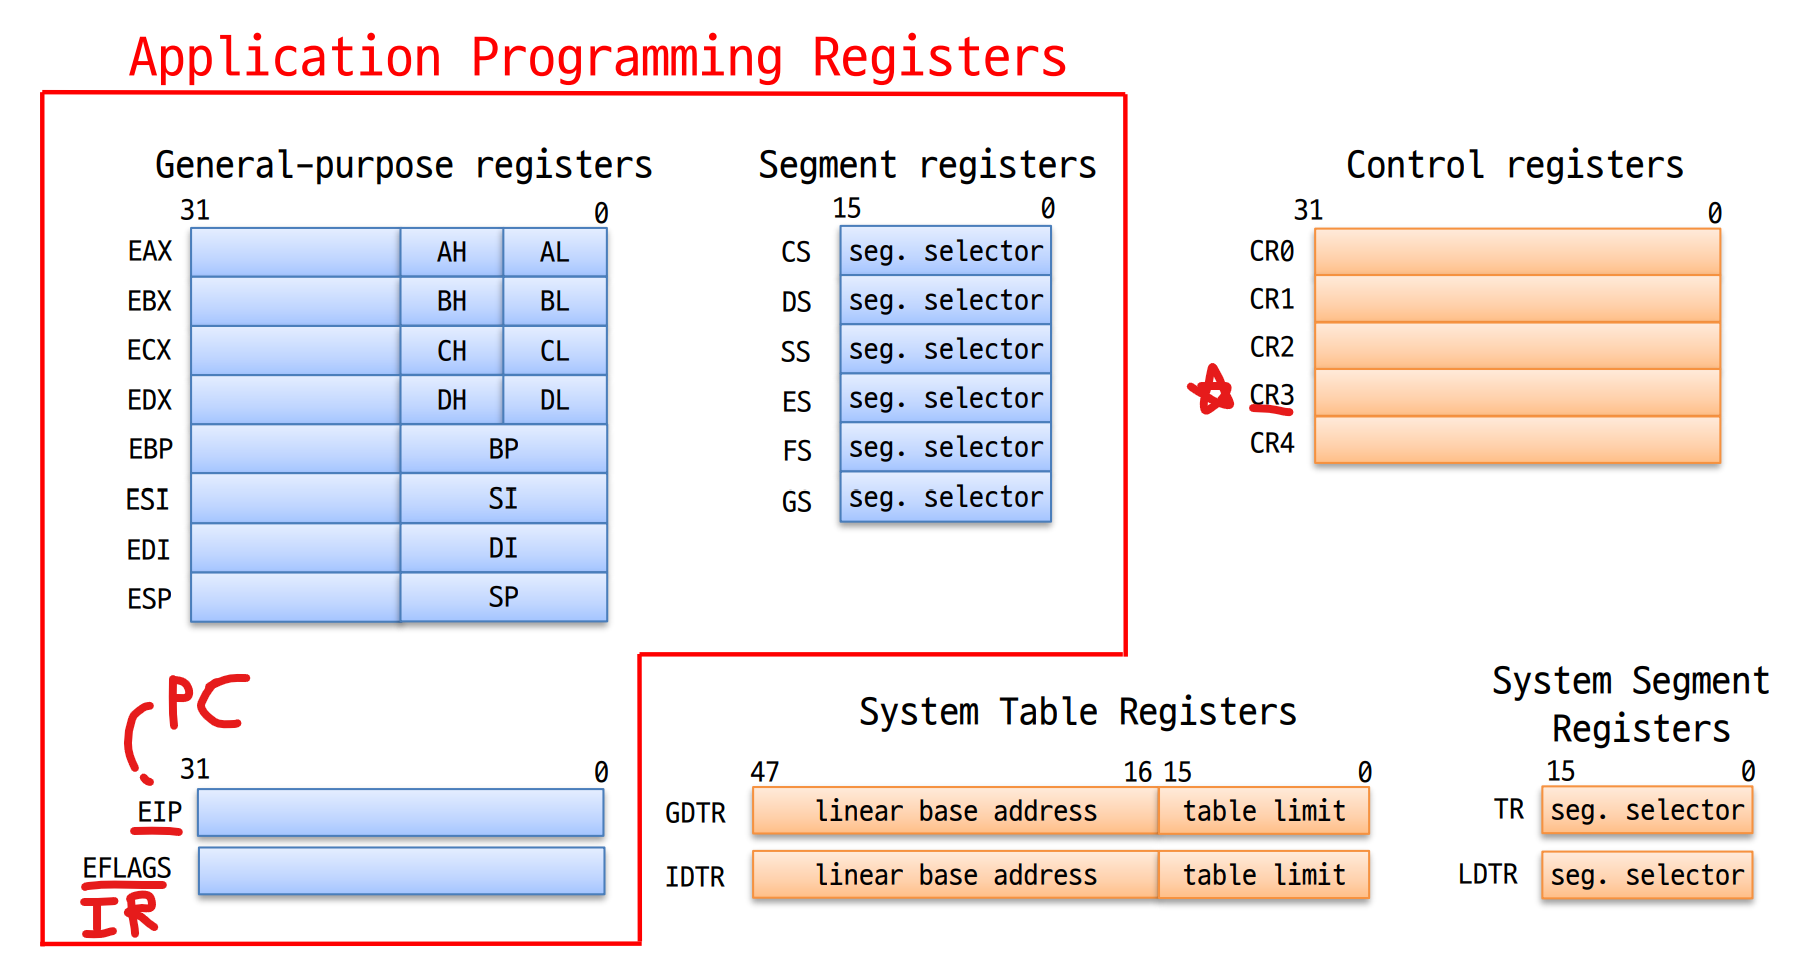 Application Programming Registers
General-purpose registers
31 0
EAX AH AL
EBX BH BL
ECX CH CL
EDX DH DL
EBP BP
ESI SI
EDI DI
ESP SP
Segment registers
15 0
CS seg. selector
DS seg. selector
SS seg. selector
ES seg. selector
FS seg. selector
GS seg. selector
Control registers
31 0
CR0
CR1
CR2
CR3
CR4
PC
31 0
EIP
EFLAGS
IR
System Table Registers
47 16 15 0
GDTR linear base address table limit
IDTR linear base address table limit
System Segment
Registers
15 0
TR seg. selector
LDTR seg. selector